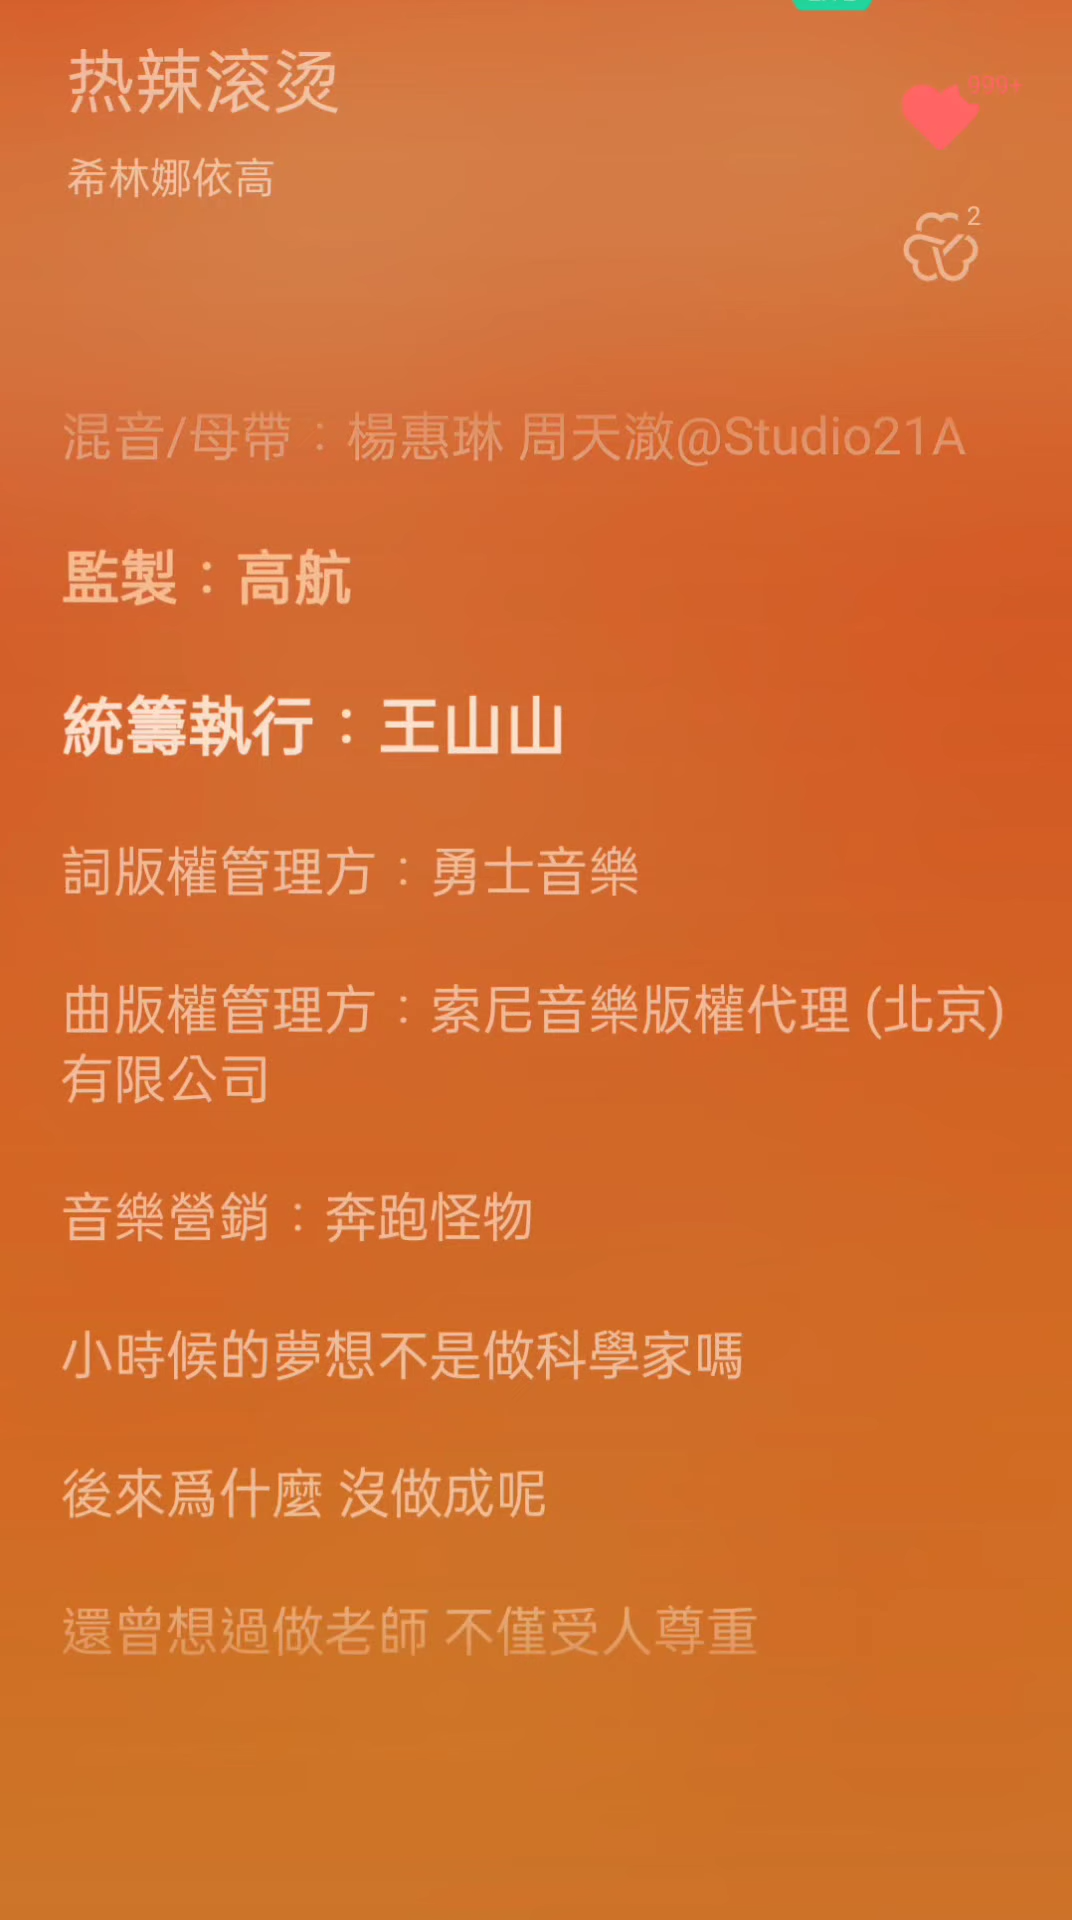 热辣滚烫
999+
希林娜依高
2
混音/母帶：楊惠琳 周天澈@Studio21A
監製：高航
統籌執行：王山山
詞版權管理方：勇士音樂
曲版權管理方：索尼音樂版權代理 (北京)
有限公司
音樂營銷：奔跑怪物
小時候的夢想不是做科學家嗎
後來爲什麼 沒做成呢
還曾想過做老師 不僅受人尊重